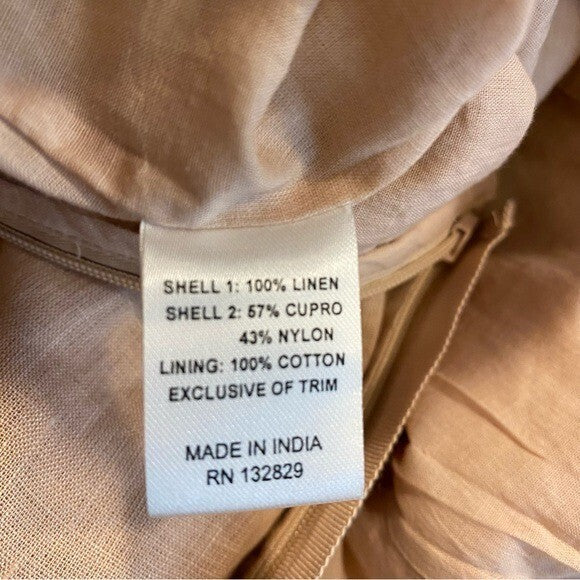 SHELL 1: 100% LINEN
SHELL 2: 57% CUPRO
43% NYLON
LINING: 100% COTTON
EXCLUSIVE OF TRIM
MADE IN INDIA
RN 132829